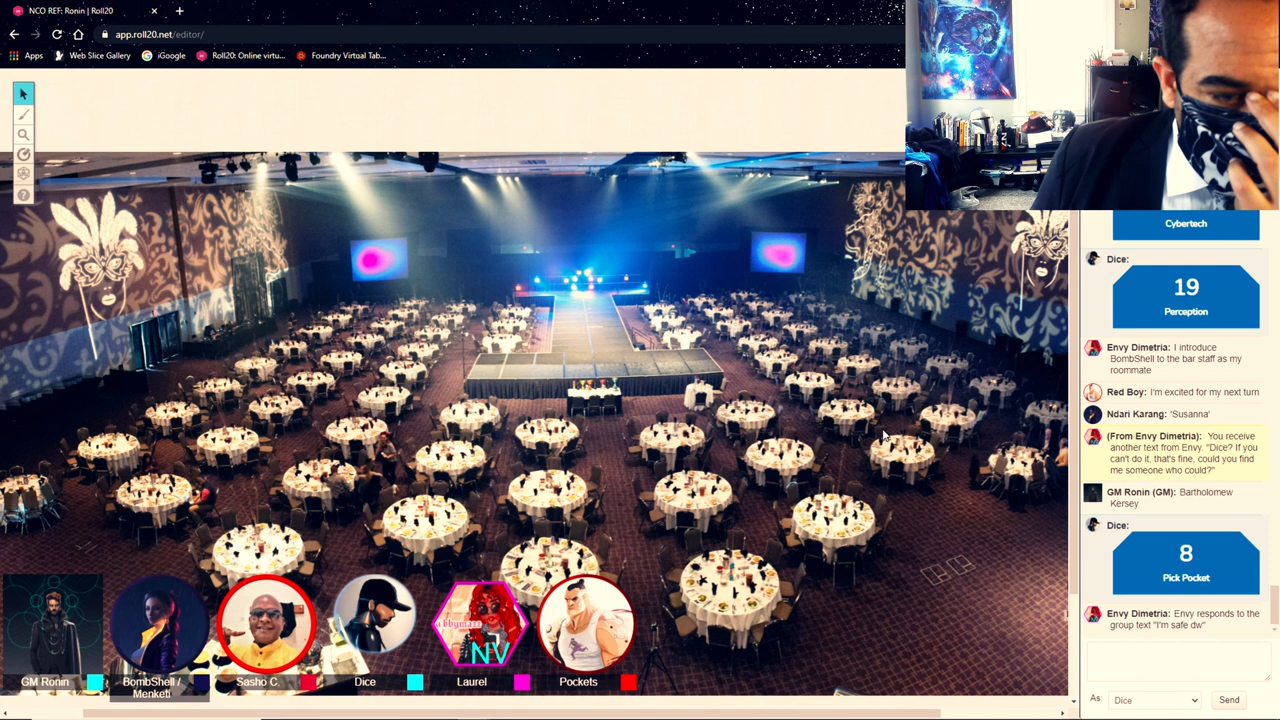 NCO REF: Ronin | Roll20
app.roll20.net/editor/
Apps
Web Slice Gallery
iGoogle
Roll20: Online virtu...
Foundry Virtual Tab...
Cybertech
Dice:
19
Perception
Envy Dimetria: I introduce
BombShell to the bar staff as my
roommate
Red Boy: I'm excited for my next turn
Ndari Karang: 'Susanna'
(From Envy Dimetria): You receive
another text from Envy. "Dice? If you
can't do it, that's fine, could you find
me someone who could?"
GM Ronin (GM): Bartholomew
Kersey
Dice:
8
Pick Pocket
Envy Dimetria: Envy responds to the
group text "I'm safe dw"
As:
Dice
Send
NV
GM Ronin
BombShell /
Menketi
Sasho C.
Dice
Laurel
Pockets